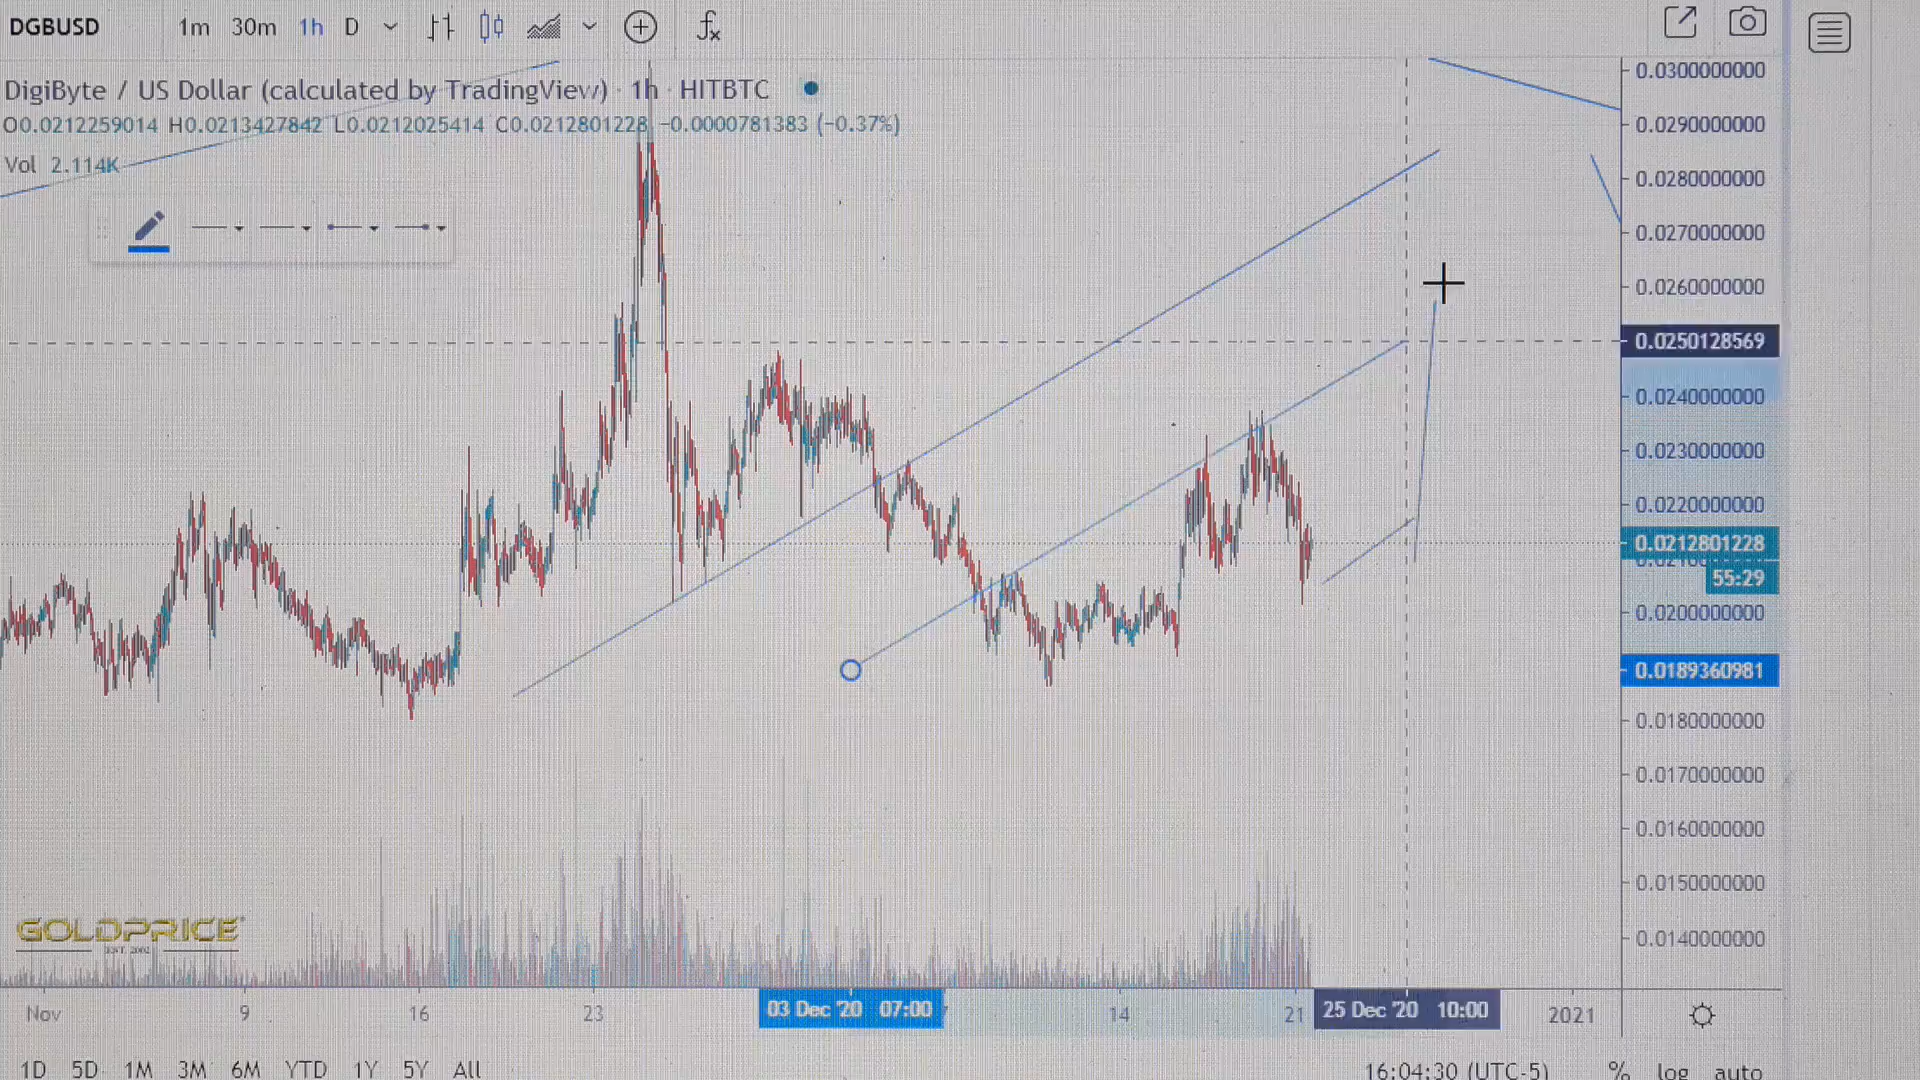 DGBUSD 1m 30m 1h D
DigiByte / US Dollar (calculated by TradingView) · 1h · HITBTC
O0.0212259014 H0.0213427842 L0.0212025414 C0.0212801228 −0.0000781383 (−0.37%)
Vol 2.114K
0.0300000000
0.0290000000
0.0280000000
0.0270000000
0.0260000000
0.0250128569
0.0240000000
0.0230000000
0.0220000000
0.0212801228
55:29
0.0200000000
0.0189360981
0.0180000000
0.0170000000
0.0160000000
0.0150000000
0.0140000000
GOLDPRICE
EST. 2002
Nov 9 16 23 03 Dec '20 07:00 14 21 25 Dec '20 10:00 2021
1D 5D 1M 3M 6M YTD 1Y 5Y All 16:04:30 (UTC-5) % log auto